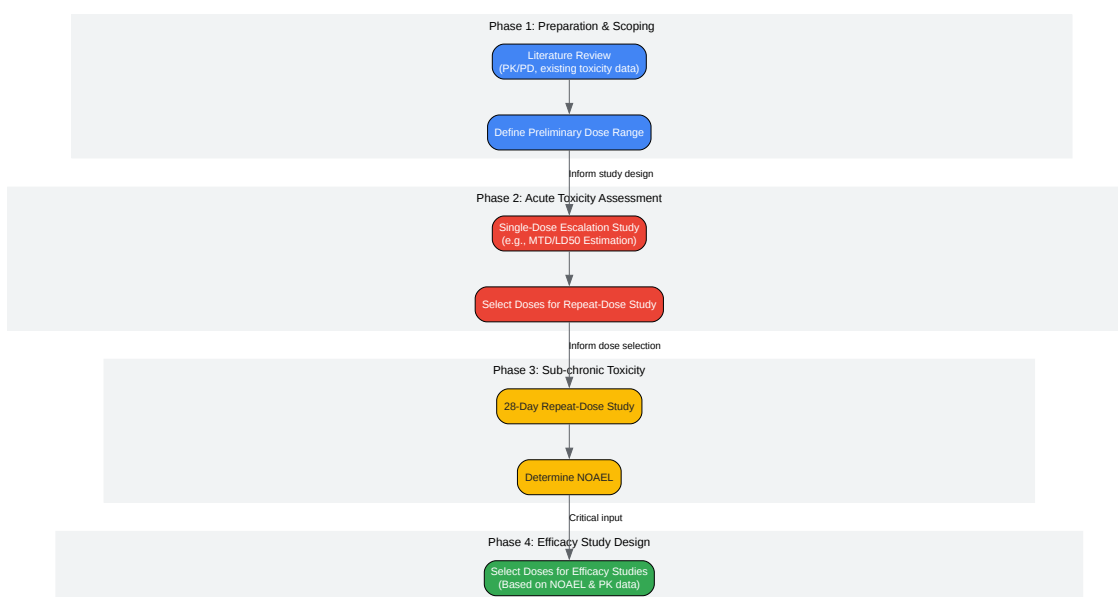 Phase 1: Preparation & Scoping
Literature Review
(PK/PD, existing toxicity data)
Define Preliminary Dose Range
Inform study design
Phase 2: Acute Toxicity Assessment
Single-Dose Escalation Study
(e.g., MTD/LD50 Estimation)
Select Doses for Repeat-Dose Study
Inform dose selection
Phase 3: Sub-chronic Toxicity
28-Day Repeat-Dose Study
Determine NOAEL
Critical input
Phase 4: Efficacy Study Design
Select Doses for Efficacy Studies
(Based on NOAEL & PK data)